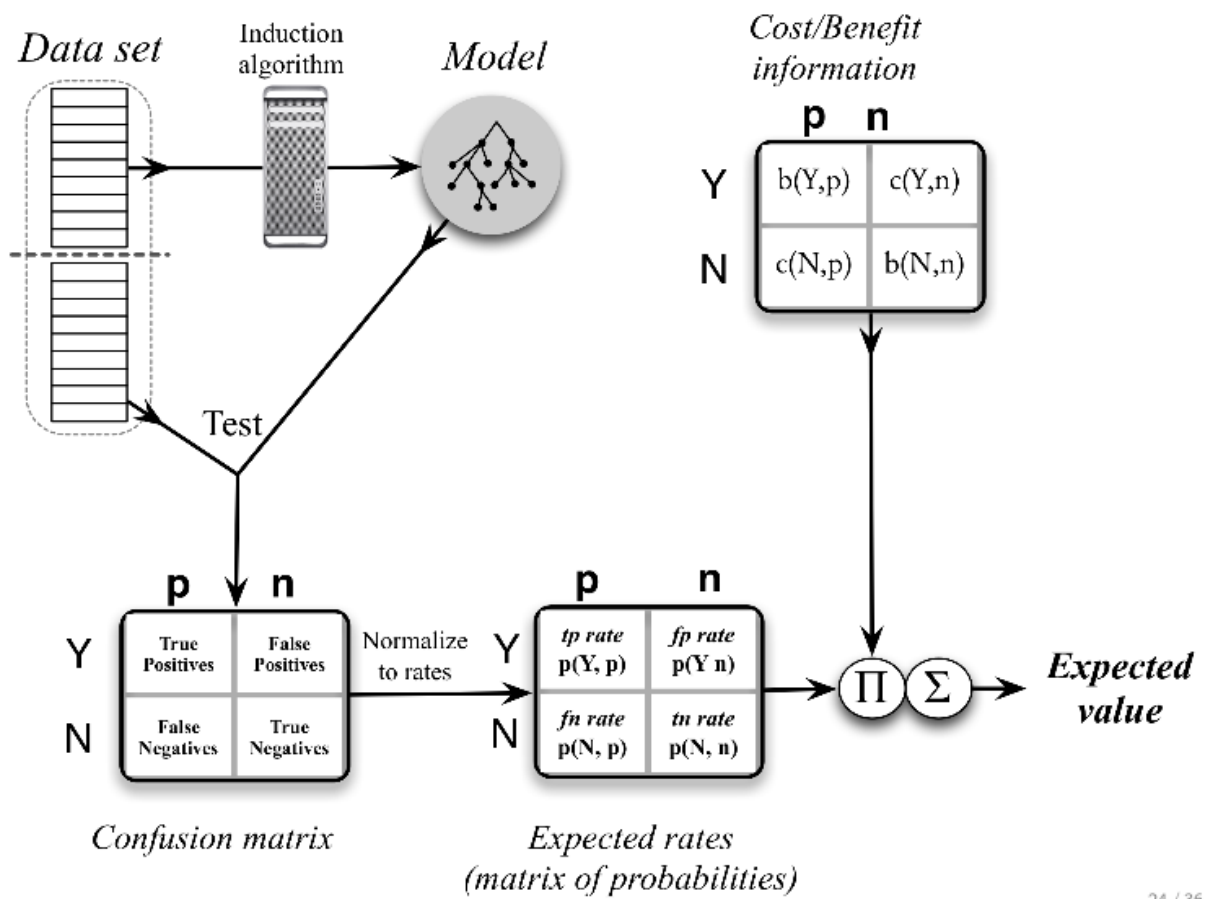 Data set
Induction
algorithm
Model
Cost/Benefit
information
p n
Y b(Y,p) c(Y,n)
N c(N,p) b(N,n)
Test
p n
Y True Positives False Positives
N False Negatives True Negatives
Confusion matrix
Normalize
to rates
p n
Y tp rate p(Y, p) fp rate p(Y n)
N fn rate p(N, p) tn rate p(N, n)
Expected rates
(matrix of probabilities)
Π Σ
Expected
value